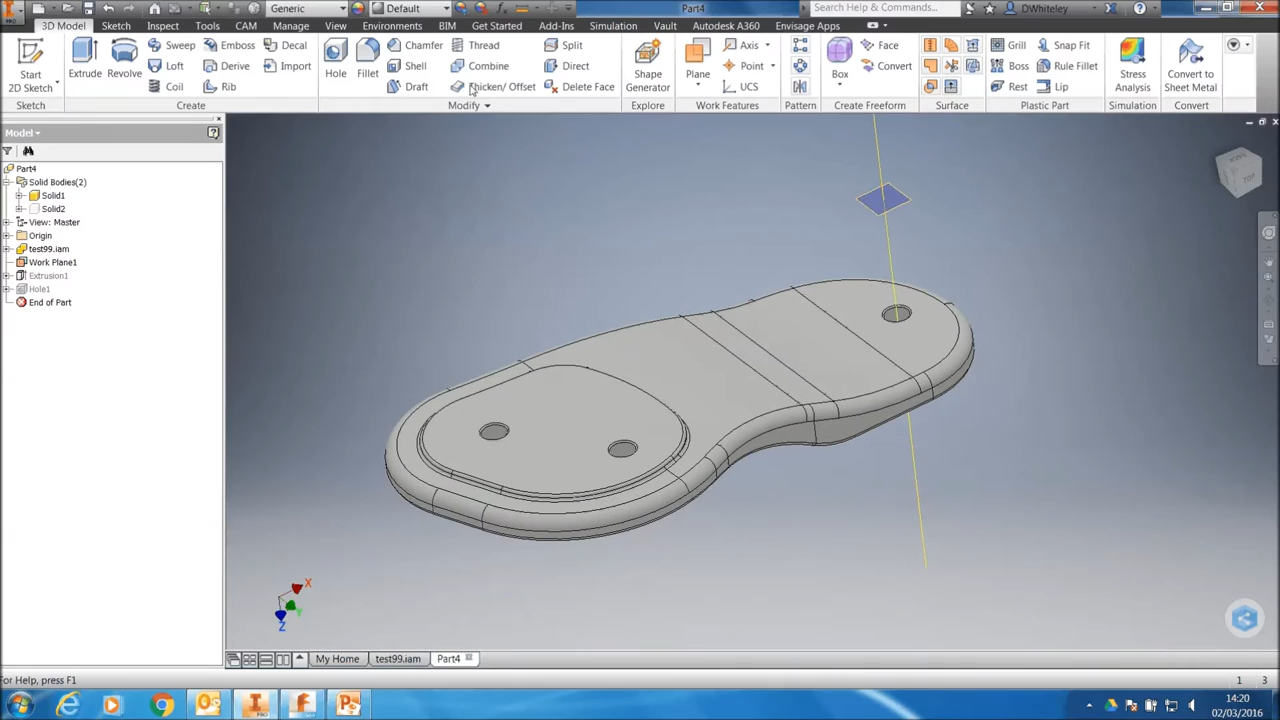 PRO
Generic
Default
Part4
Search Help & Commands...
DWhiteley
3D Model Sketch Inspect Tools CAM Manage View Environments BIM Get Started Add-Ins Simulation Vault Autodesk A360 Envisage Apps
Start
2D Sketch
Sketch
Extrude
Revolve
Sweep
Loft
Coil
Emboss
Derive
Rib
Decal
Import
Create
Hole
Fillet
Chamfer
Shell
Draft
Thread
Combine
Thicken/ Offset
Split
Direct
Delete Face
Modify
Shape
Generator
Explore
Plane
Axis
Point
UCS
Work Features
Pattern
Box
Face
Convert
Create Freeform
Surface
Grill
Boss
Rest
Snap Fit
Rule Fillet
Lip
Plastic Part
Stress
Analysis
Simulation
Convert to
Sheet Metal
Convert
Model
Part4
Solid Bodies(2)
Solid1
Solid2
View: Master
Origin
test99.iam
Work Plane1
Extrusion1
Hole1
End of Part
TOP
X
Y
Z
My Home test99.iam Part4
For Help, press F1
1 3
14:20
02/03/2016